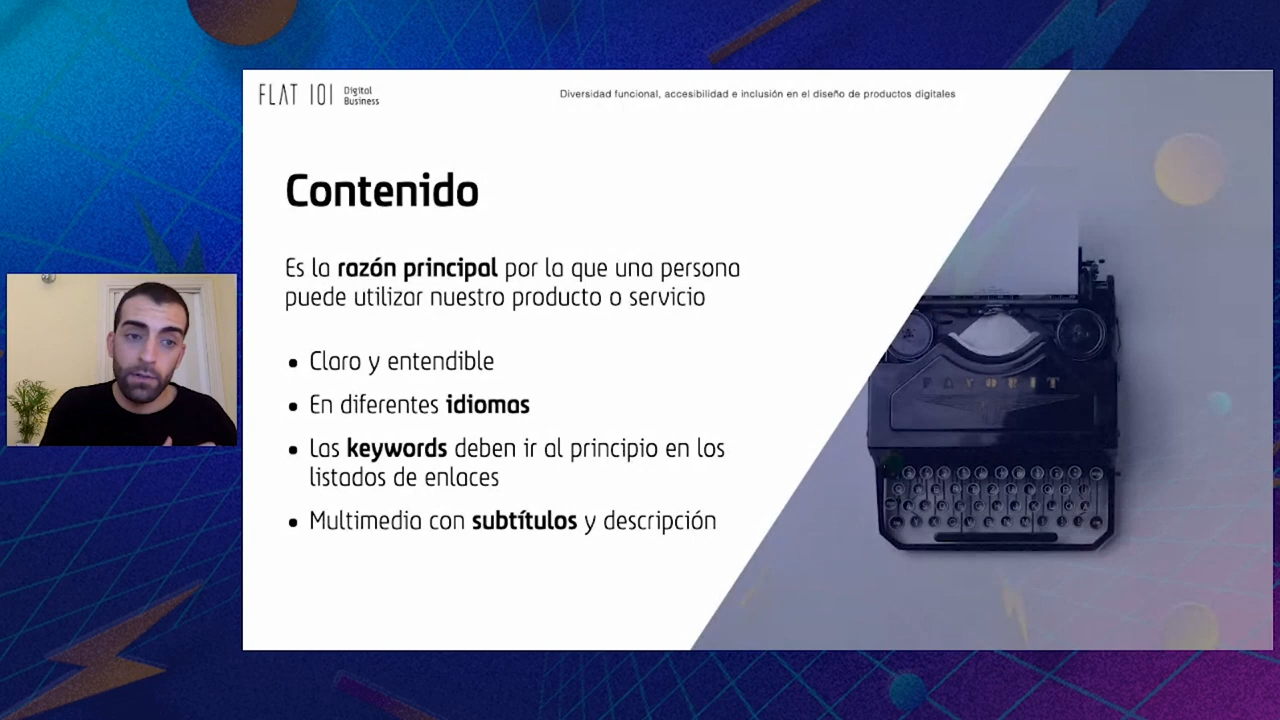 FLAT 101 Digital Business
Diversidad funcional, accesibilidad e inclusión en el diseño de productos digitales
Contenido
Es la razón principal por la que una persona
puede utilizar nuestro producto o servicio
• Claro y entendible
• En diferentes idiomas
• Las keywords deben ir al principio en los
listados de enlaces
• Multimedia con subtítulos y descripción
FAVORIT